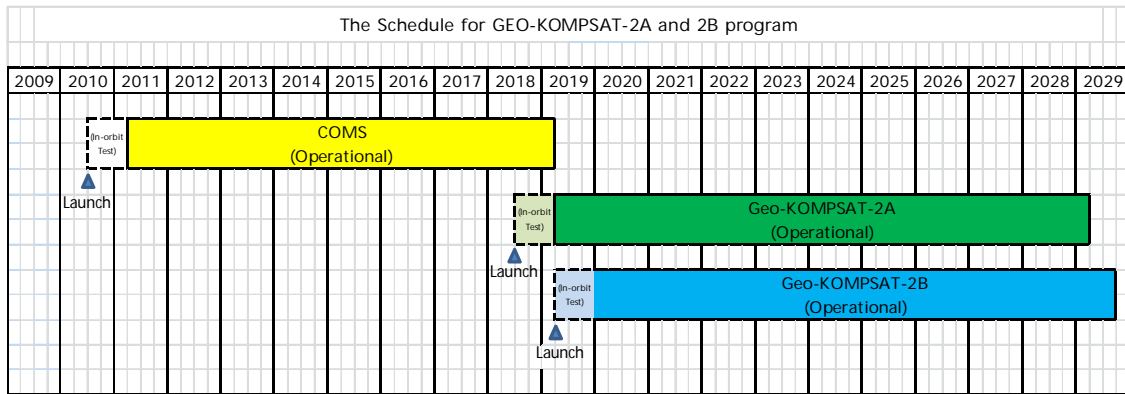 The Schedule for GEO-KOMPSAT-2A and 2B program
2009 2010 2011 2012 2013 2014 2015 2016 2017 2018 2019 2020 2021 2022 2023 2024 2025 2026 2027 2028 2029
(In-orbit
Test)
COMS
(Operational)
Launch
(In-orbit
Test)
Geo-KOMPSAT-2A
(Operational)
Launch
(In-orbit
Test)
Geo-KOMPSAT-2B
(Operational)
Launch